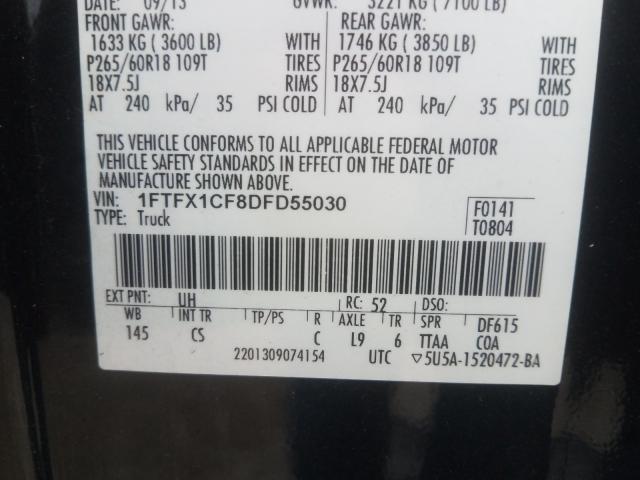 DATE: 09/13 GVWR: 3221 KG ( 7100 LB)
FRONT GAWR: REAR GAWR:
1633 KG ( 3600 LB) WITH 1746 KG ( 3850 LB) WITH
P265/60R18 109T TIRES P265/60R18 109T TIRES
18X7.5J RIMS 18X7.5J RIMS
AT 240 kPa/ 35 PSI COLD AT 240 kPa/ 35 PSI COLD
THIS VEHICLE CONFORMS TO ALL APPLICABLE FEDERAL MOTOR
VEHICLE SAFETY STANDARDS IN EFFECT ON THE DATE OF
MANUFACTURE SHOWN ABOVE.
VIN: 1FTFX1CF8DFD55030 F0141
TYPE: Truck T0804
EXT PNT: UH RC: 52 DSO:
WB INT TR TP/PS R AXLE TR SPR DF615
145 CS C L9 6 TTAA COA
2201309074154 UTC ▽5U5A-1520472-BA